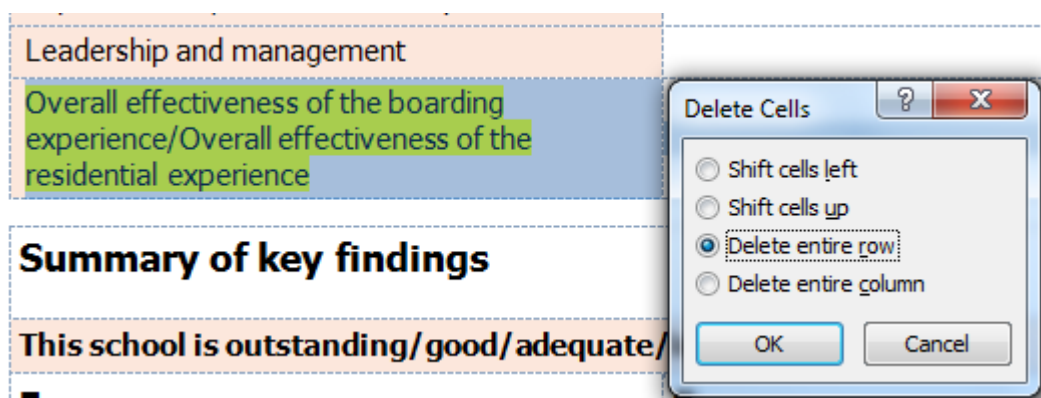 Leadership and management
Overall effectiveness of the boarding
experience/Overall effectiveness of the
residential experience
Summary of key findings
This school is outstanding/good/adequate/
Delete Cells
?
Shift cells left
Shift cells up
Delete entire row
Delete entire column
OK
Cancel